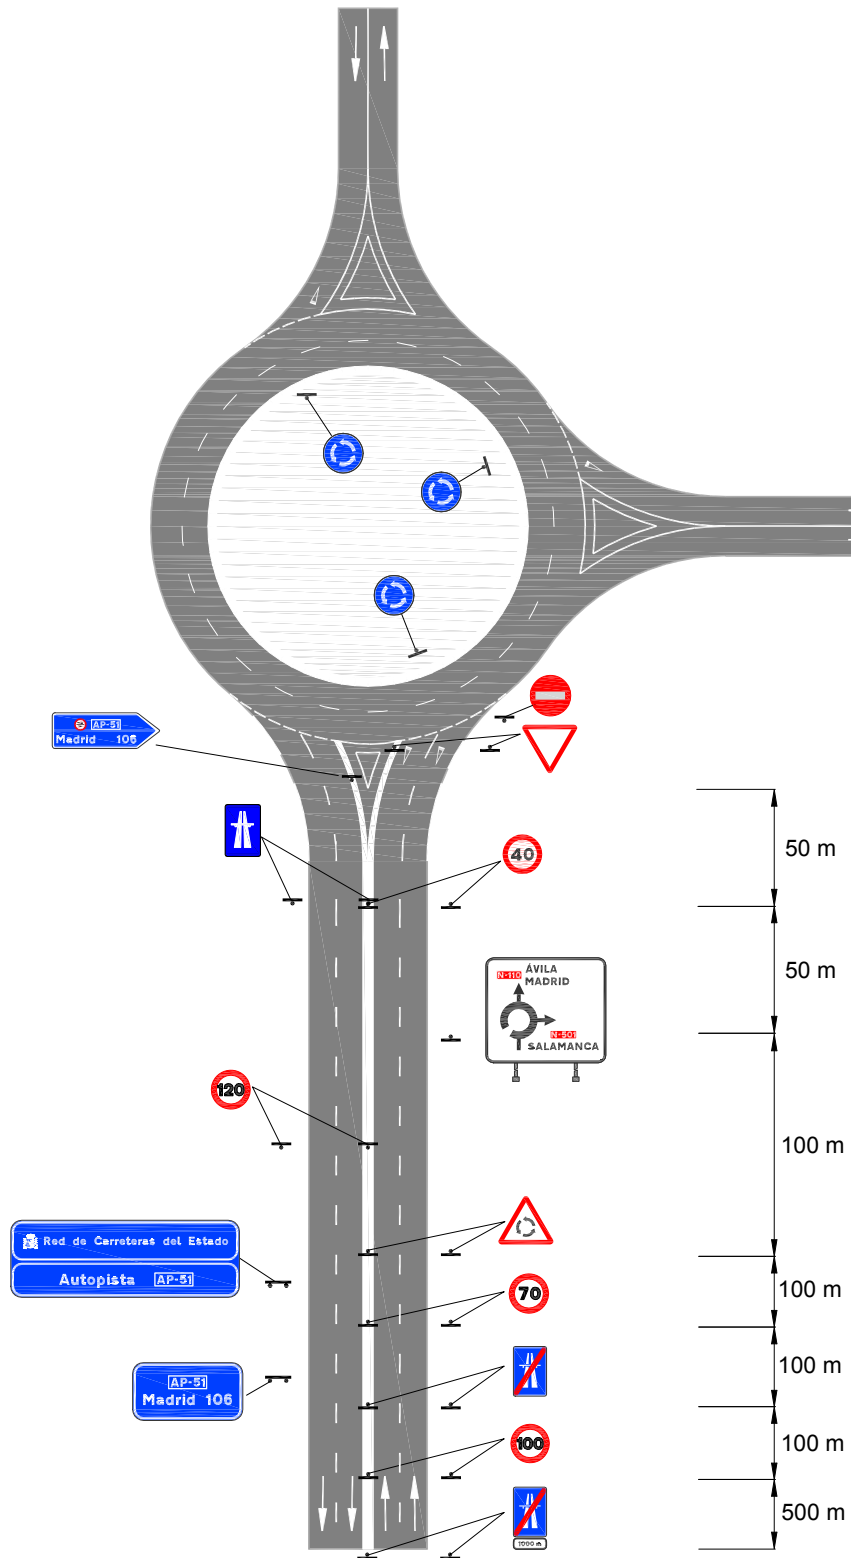 AP-51
Madrid 106
50 m
40
50 m
N-110 ÁVILA
MADRID
N-501
SALAMANCA
120
100 m
Red de Carreteras del Estado
Autopista AP-51
70
100 m
AP-51
Madrid 106
100 m
100
100 m
500 m
1000 m